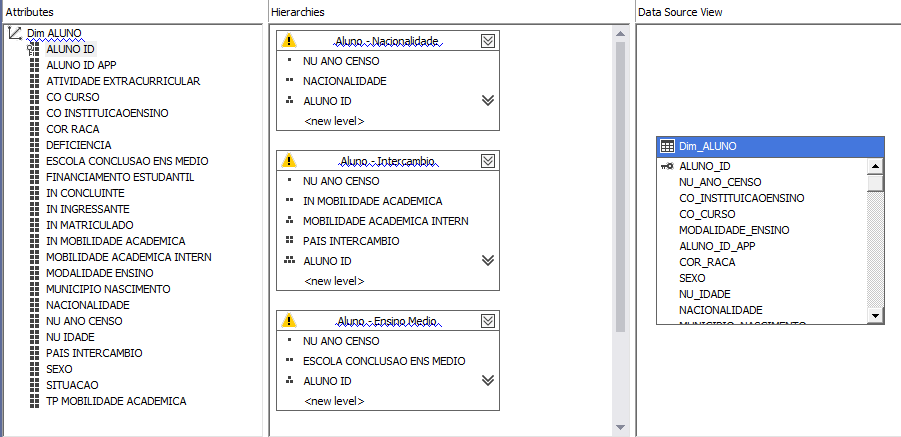 Attributes
Dim ALUNO
ALUNO ID
ALUNO ID APP
ATIVIDADE EXTRACURRICULAR
CO CURSO
CO INSTITUICAOENSINO
COR RACA
DEFICIENCIA
ESCOLA CONCLUSAO ENS MEDIO
FINANCIAMENTO ESTUDANTIL
IN CONCLUINTE
IN INGRESSANTE
IN MATRICULADO
IN MOBILIDADE ACADEMICA
MOBILIDADE ACADEMICA INTERN
MODALIDADE ENSINO
MUNICIPIO NASCIMENTO
NACIONALIDADE
NU ANO CENSO
NU IDADE
PAIS INTERCAMBIO
SEXO
SITUACAO
TP MOBILIDADE ACADEMICA
Hierarchies
Aluno - Nacionalidade
NU ANO CENSO
NACIONALIDADE
ALUNO ID
<new level>
Aluno - Intercambio
NU ANO CENSO
IN MOBILIDADE ACADEMICA
MOBILIDADE ACADEMICA INTERN
PAIS INTERCAMBIO
ALUNO ID
<new level>
Aluno - Ensino Medio
NU ANO CENSO
ESCOLA CONCLUSAO ENS MEDIO
ALUNO ID
<new level>
Data Source View
Dim_ALUNO
ALUNO_ID
NU_ANO_CENSO
CO_INSTITUICAOENSINO
CO_CURSO
MODALIDADE_ENSINO
ALUNO_ID_APP
COR_RACA
SEXO
NU_IDADE
NACIONALIDADE
MUNICIPIO_NASCIMENTO